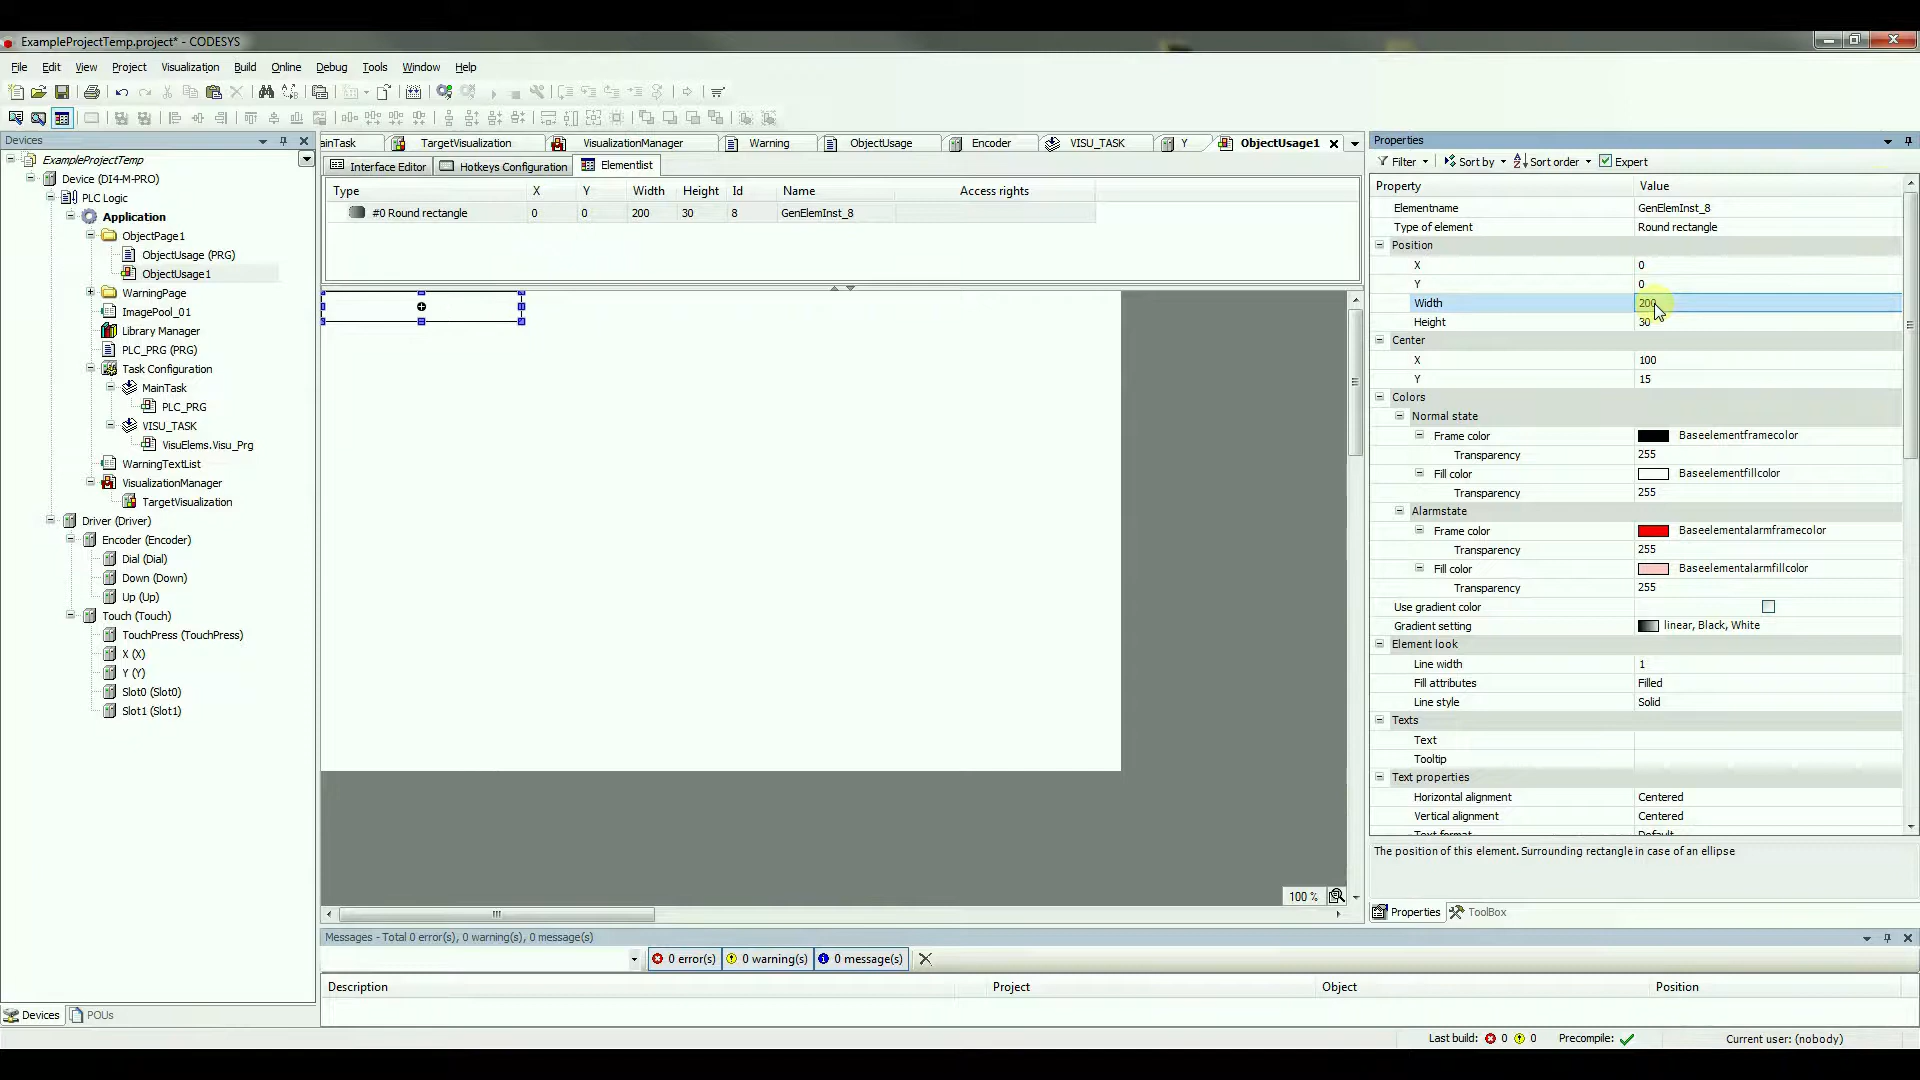 ExampleProjectTemp.project* - CODESYS
File Edit View Project Visualization Build Online Debug Tools Window Help
Devices
ExampleProjectTemp
Device (DI4-M-PRO)
PLC Logic
Application
ObjectPage1
ObjectUsage (PRG)
ObjectUsage1
WarningPage
ImagePool_01
Library Manager
PLC_PRG (PRG)
Task Configuration
MainTask
PLC_PRG
VISU_TASK
VisuElems.Visu_Prg
WarningTextList
VisualizationManager
TargetVisualization
Driver (Driver)
Encoder (Encoder)
Dial (Dial)
Down (Down)
Up (Up)
Touch (Touch)
TouchPress (TouchPress)
X (X)
Y (Y)
Slot0 (Slot0)
Slot1 (Slot1)
Devices POUs
ainTask TargetVisualization VisualizationManager Warning ObjectUsage Encoder VISU_TASK Y ObjectUsage1
Interface Editor Hotkeys Configuration Elementlist
Type X Y Width Height Id Name Access rights
#0 Round rectangle 0 0 200 30 8 GenElemInst_8
100 %
Properties
Filter Sort by Sort order Expert
Property Value
Elementname GenElemInst_8
Type of element Round rectangle
Position
X 0
Y 0
Width 200
Height 30
Center
X 100
Y 15
Colors
Normal state
Frame color Baseelementframecolor
Transparency 255
Fill color Baseelementfillcolor
Transparency 255
Alarmstate
Frame color Baseelementalarmframecolor
Transparency 255
Fill color Baseelementalarmfillcolor
Transparency 255
Use gradient color
Gradient setting linear, Black, White
Element look
Line width 1
Fill attributes Filled
Line style Solid
Texts
Text
Tooltip
Text properties
Horizontal alignment Centered
Vertical alignment Centered
Text format Default
The position of this element. Surrounding rectangle in case of an ellipse
Properties ToolBox
Messages - Total 0 error(s), 0 warning(s), 0 message(s)
0 error(s) 0 warning(s) 0 message(s)
Description Project Object Position
Last build: 0 0 Precompile: Current user: (nobody)